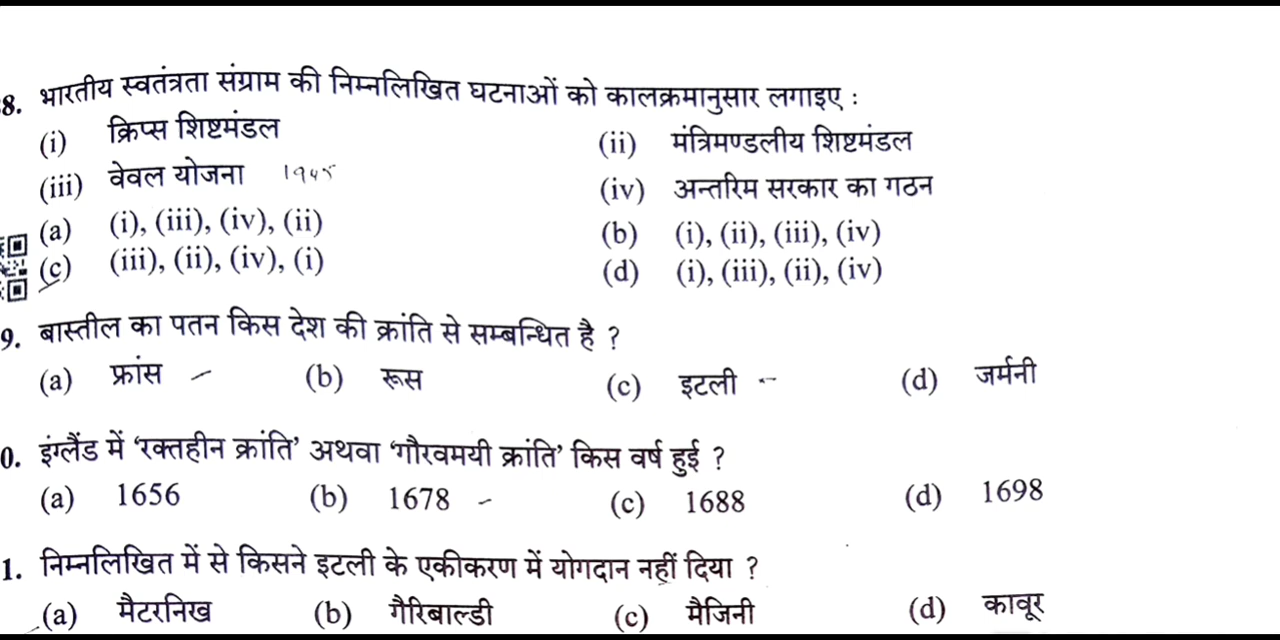 8. भारतीय स्वतंत्रता संग्राम की निम्नलिखित घटनाओं को कालक्रमानुसार लगाइए :
(i) क्रिप्स शिष्टमंडल (ii) मंत्रिमण्डलीय शिष्टमंडल
(iii) वेवल योजना 1945 (iv) अन्तरिम सरकार का गठन
(a) (i), (iii), (iv), (ii) (b) (i), (ii), (iii), (iv)
(c) (iii), (ii), (iv), (i) (d) (i), (iii), (ii), (iv)
9. बास्तील का पतन किस देश की क्रांति से सम्बन्धित है ?
(a) फ्रांस (b) रूस (c) इटली (d) जर्मनी
0. इंग्लैंड में ‘रक्तहीन क्रांति’ अथवा ‘गौरवमयी क्रांति’ किस वर्ष हुई ?
(a) 1656 (b) 1678 (c) 1688 (d) 1698
1. निम्नलिखित में से किसने इटली के एकीकरण में योगदान नहीं दिया ?
(a) मैटरनिख (b) गैरिबाल्डी (c) मैजिनी (d) कावूर